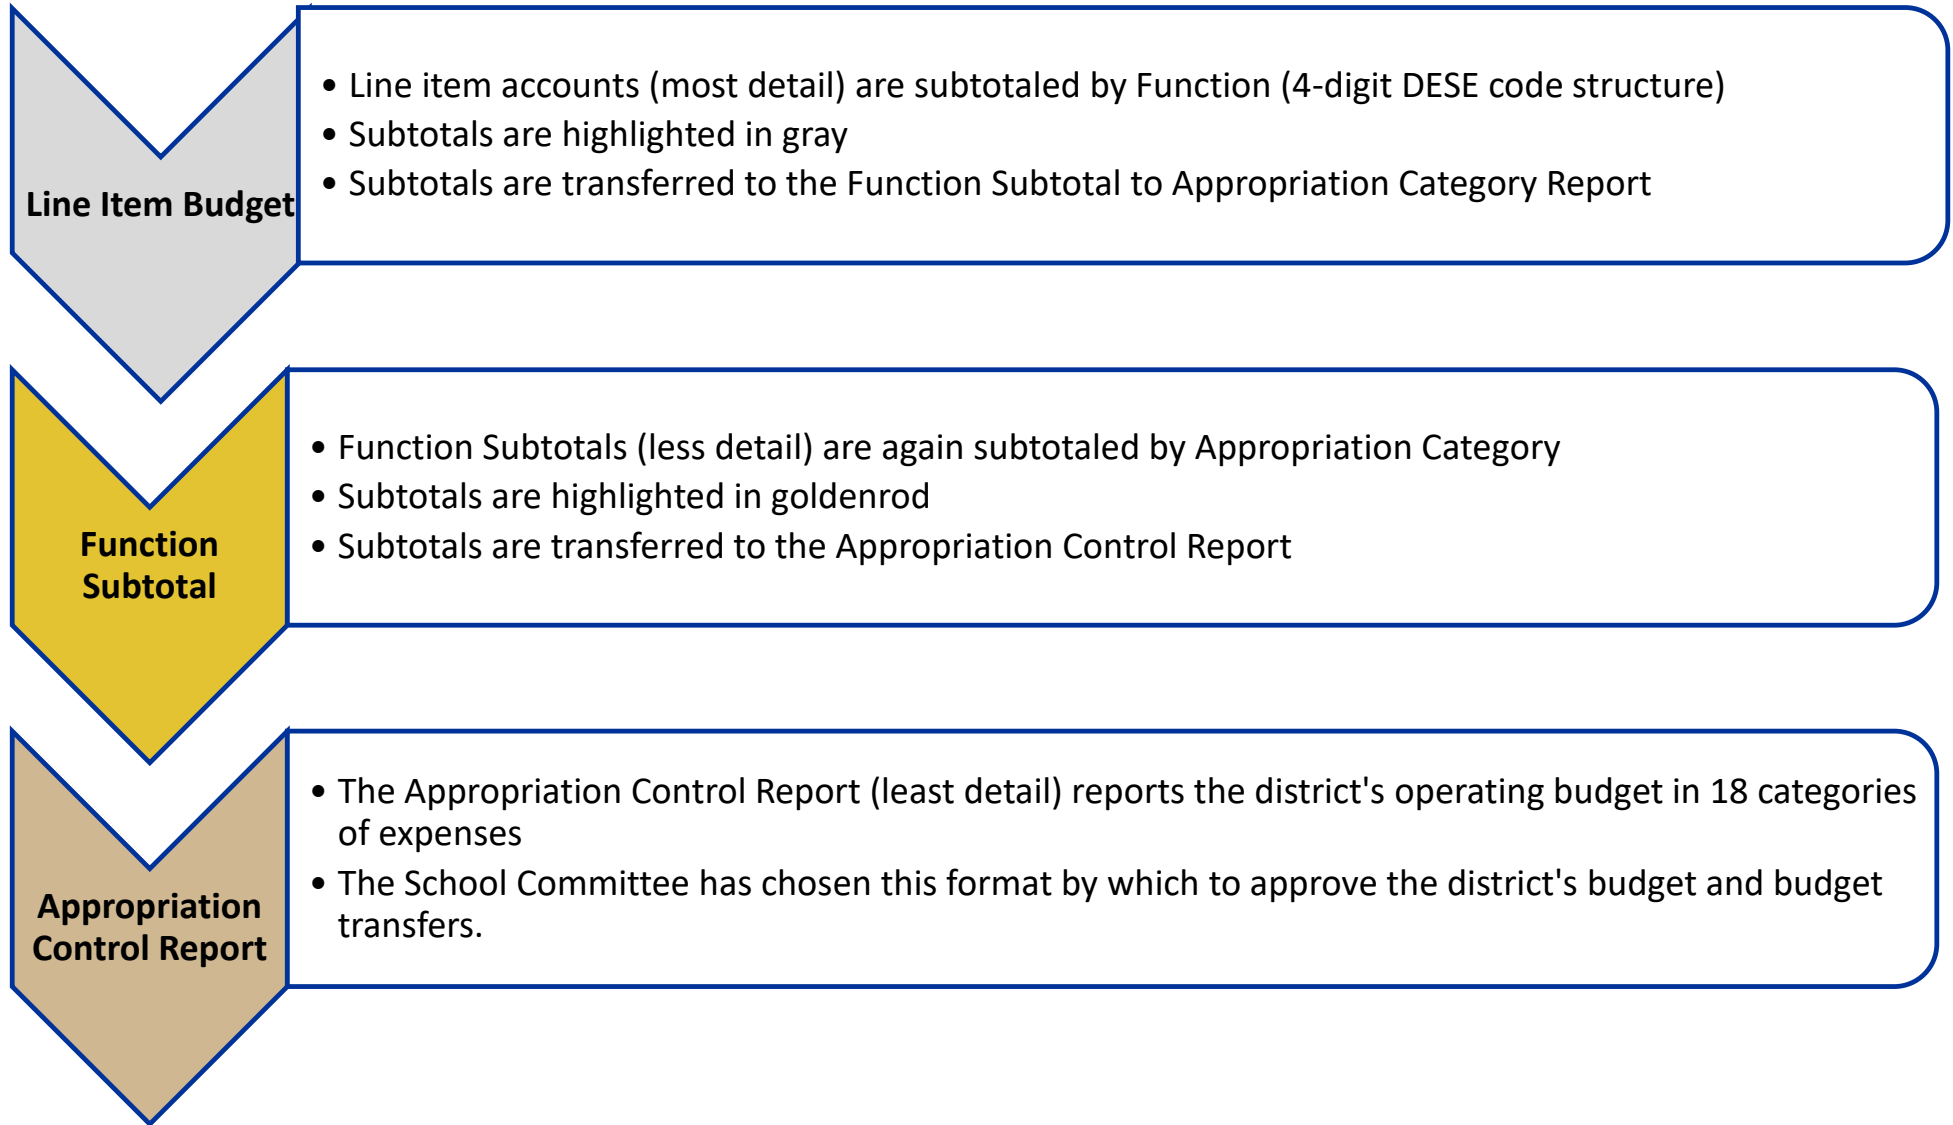 Line Item Budget
• Line item accounts (most detail) are subtotaled by Function (4-digit DESE code structure)
• Subtotals are highlighted in gray
• Subtotals are transferred to the Function Subtotal to Appropriation Category Report
Function
Subtotal
• Function Subtotals (less detail) are again subtotaled by Appropriation Category
• Subtotals are highlighted in goldenrod
• Subtotals are transferred to the Appropriation Control Report
Appropriation
Control Report
• The Appropriation Control Report (least detail) reports the district's operating budget in 18 categories
of expenses
• The School Committee has chosen this format by which to approve the district's budget and budget
transfers.